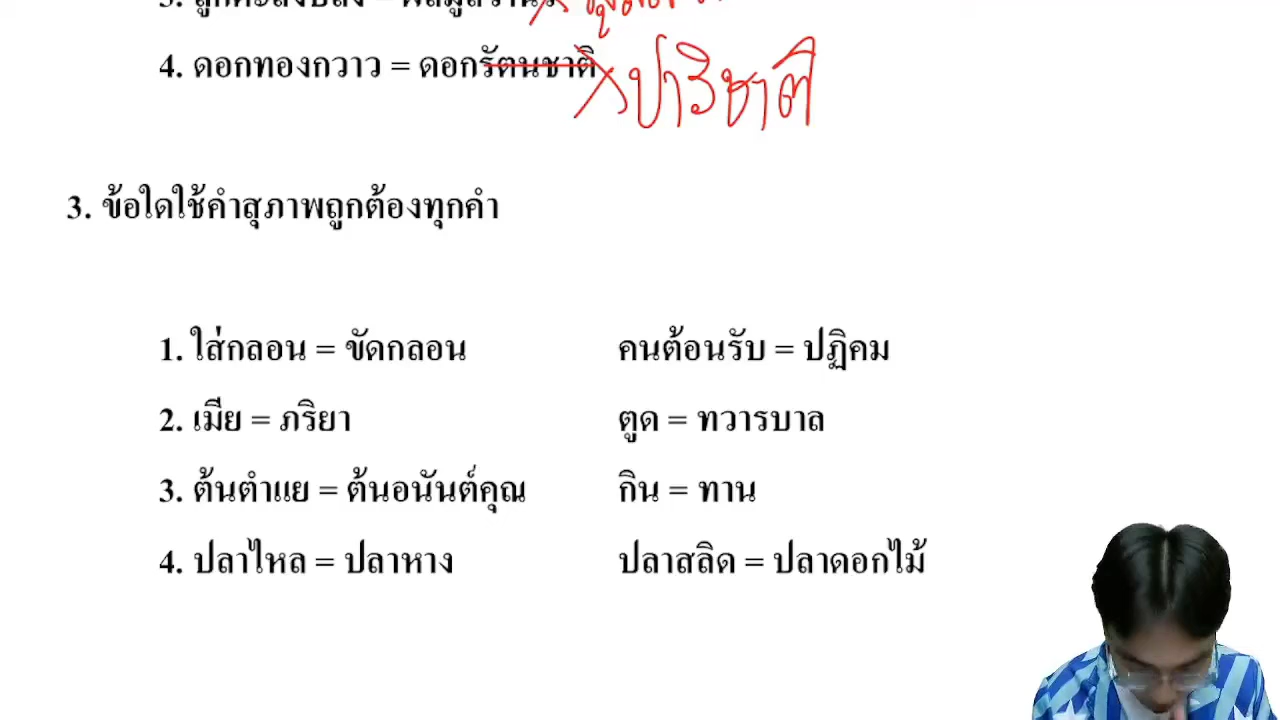 4. ดอกทองกวาว = ดอกรัตนชาติ × ปาริชาติ
3. ข้อใดใช้คำสุภาพถูกต้องทุกคำ
1. ใส่กลอน = ขัดกลอน คนต้อนรับ = ปฏิคม
2. เมีย = ภริยา ตูด = ทวารบาล
3. ต้นตำแย = ต้นอนันต์คุณ กิน = ทาน
4. ปลาไหล = ปลาหาง ปลาสลิด = ปลาดอกไม้